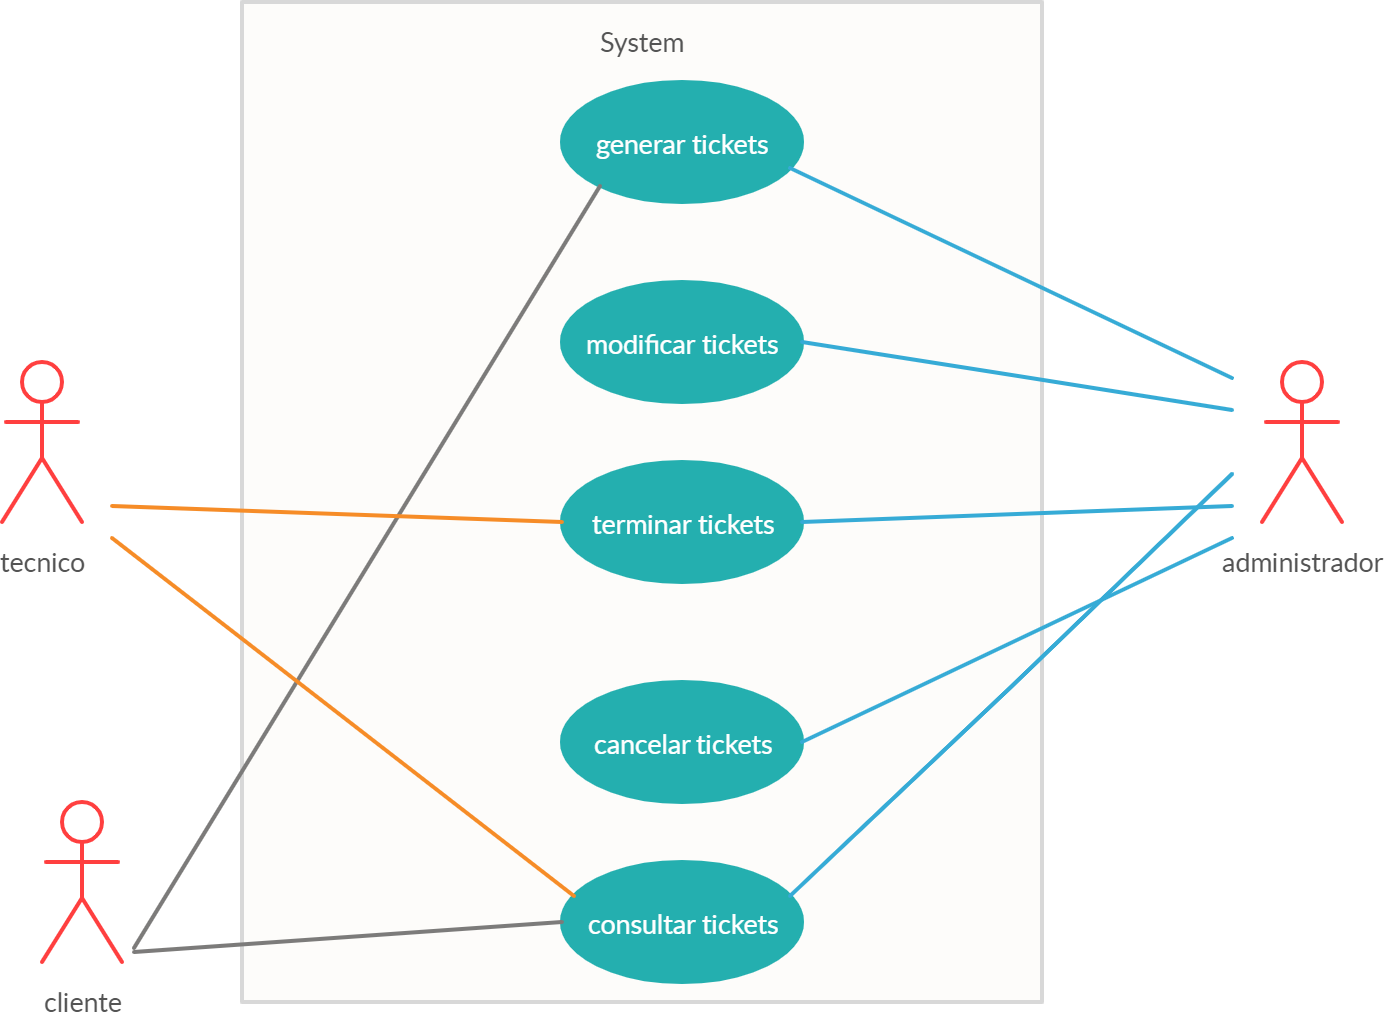 System
generar tickets
modificar tickets
terminar tickets
tecnico
administrador
cancelar tickets
consultar tickets
cliente